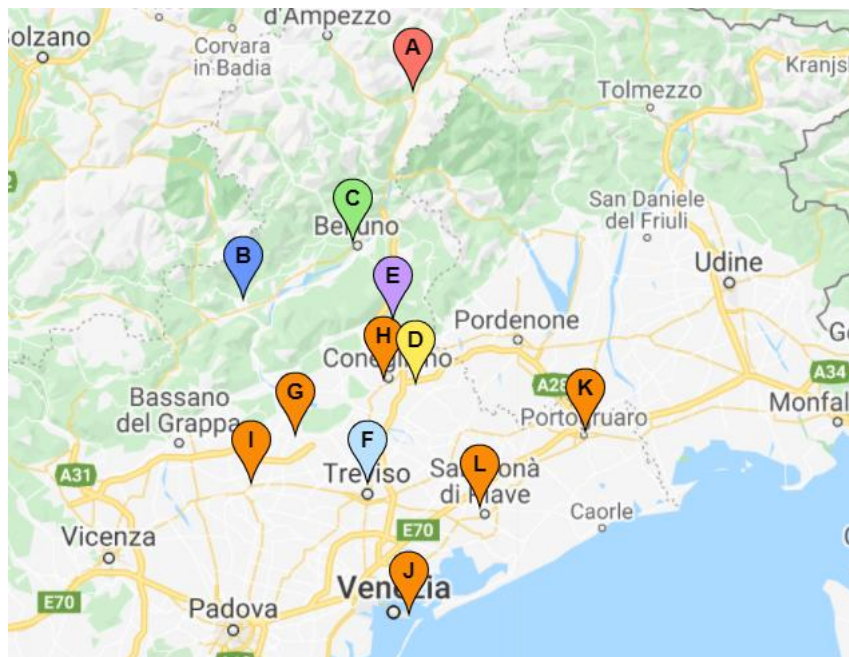 d'Ampezzo
Bolzano
Corvara
in Badia
A
Kranjsk
Tolmezzo
C
San Daniele
del Friuli
Belluno
B
E
Udine
Pordenone
H
D
Conegliano
A28
A34
K
G
Bassano
del Grappa
Portogruaro
Monfal
I
F
L
A31
Treviso
San Donà
di Piave
Caorle
E70
Vicenza
J
Venezia
E70
Padova